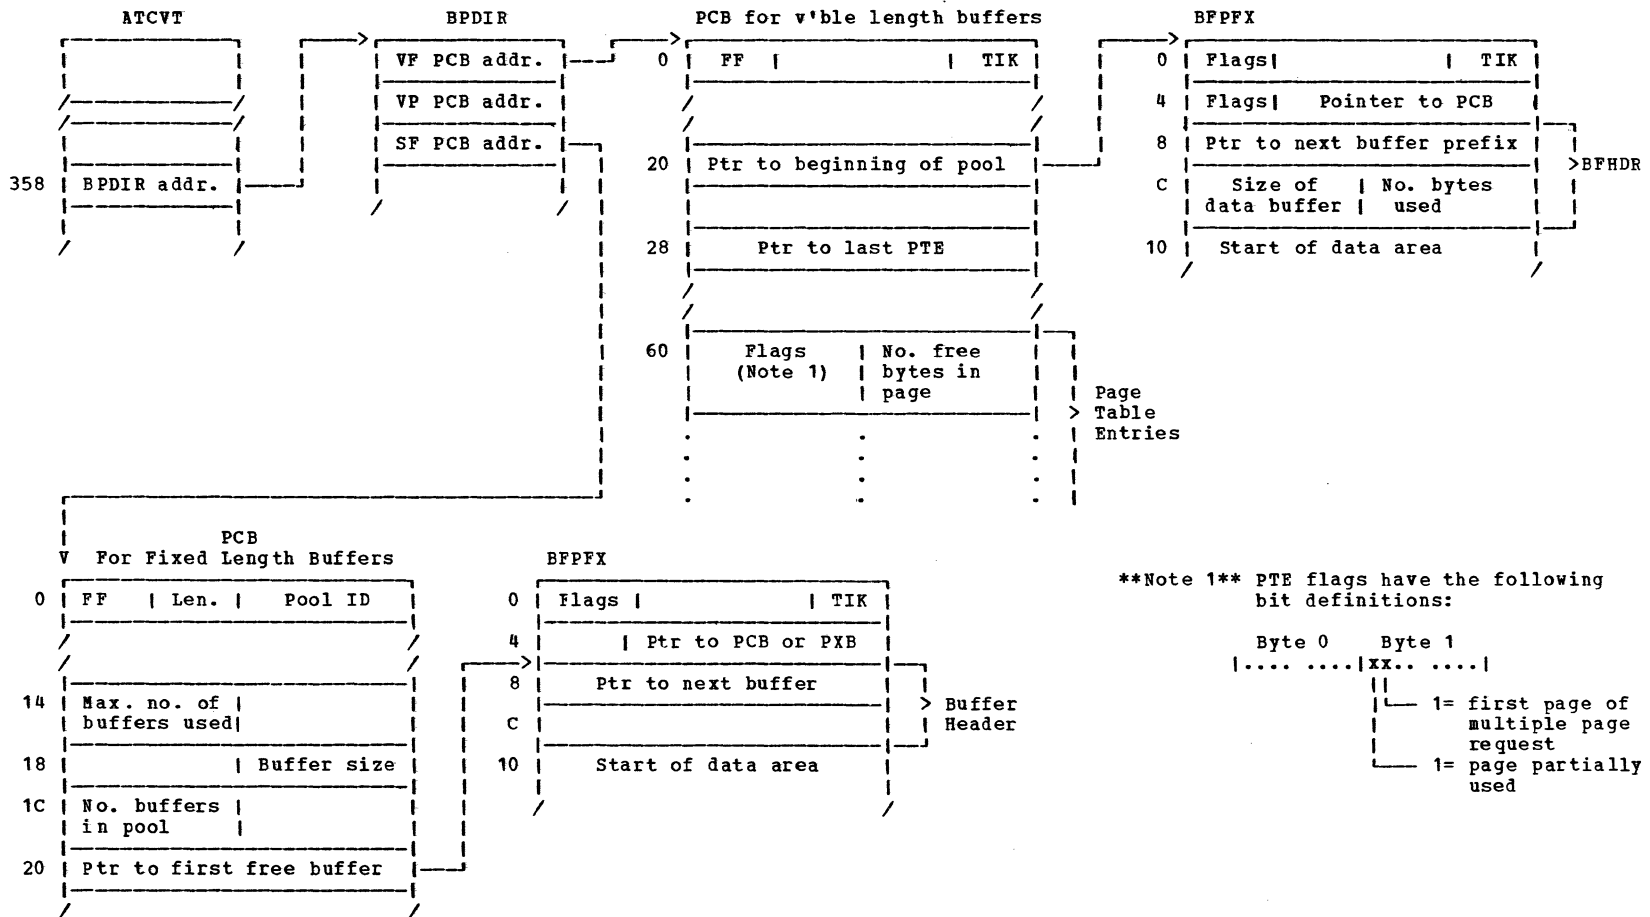 ATCVT
358 BPDIR addr.
BPDIR
VF PCB addr.
VP PCB addr.
SF PCB addr.
PCB for v'ble length buffers
0 FF | | TIK
20 Ptr to beginning of pool
28 Ptr to last PTE
60 Flags | No. free
(Note 1) | bytes in
| page
Page
Table
Entries
BFPFX
0 Flags| | TIK
4 Flags| Pointer to PCB
8 Ptr to next buffer prefix
C Size of | No. bytes
data buffer | used
10 Start of data area
>BFHDR
PCB
V For Fixed Length Buffers
0 FF | Len. | Pool ID
14 Max. no. of |
buffers used|
18 | Buffer size
1C No. buffers |
in pool |
20 Ptr to first free buffer
BFPFX
0 Flags | | TIK
4 | Ptr to PCB or PXB
8 Ptr to next buffer
C
10 Start of data area
> Buffer
Header
**Note 1** PTE flags have the following
bit definitions:
Byte 0 Byte 1
|.... ....|xx.. ....|
1= first page of
multiple page
request
1= page partially
used